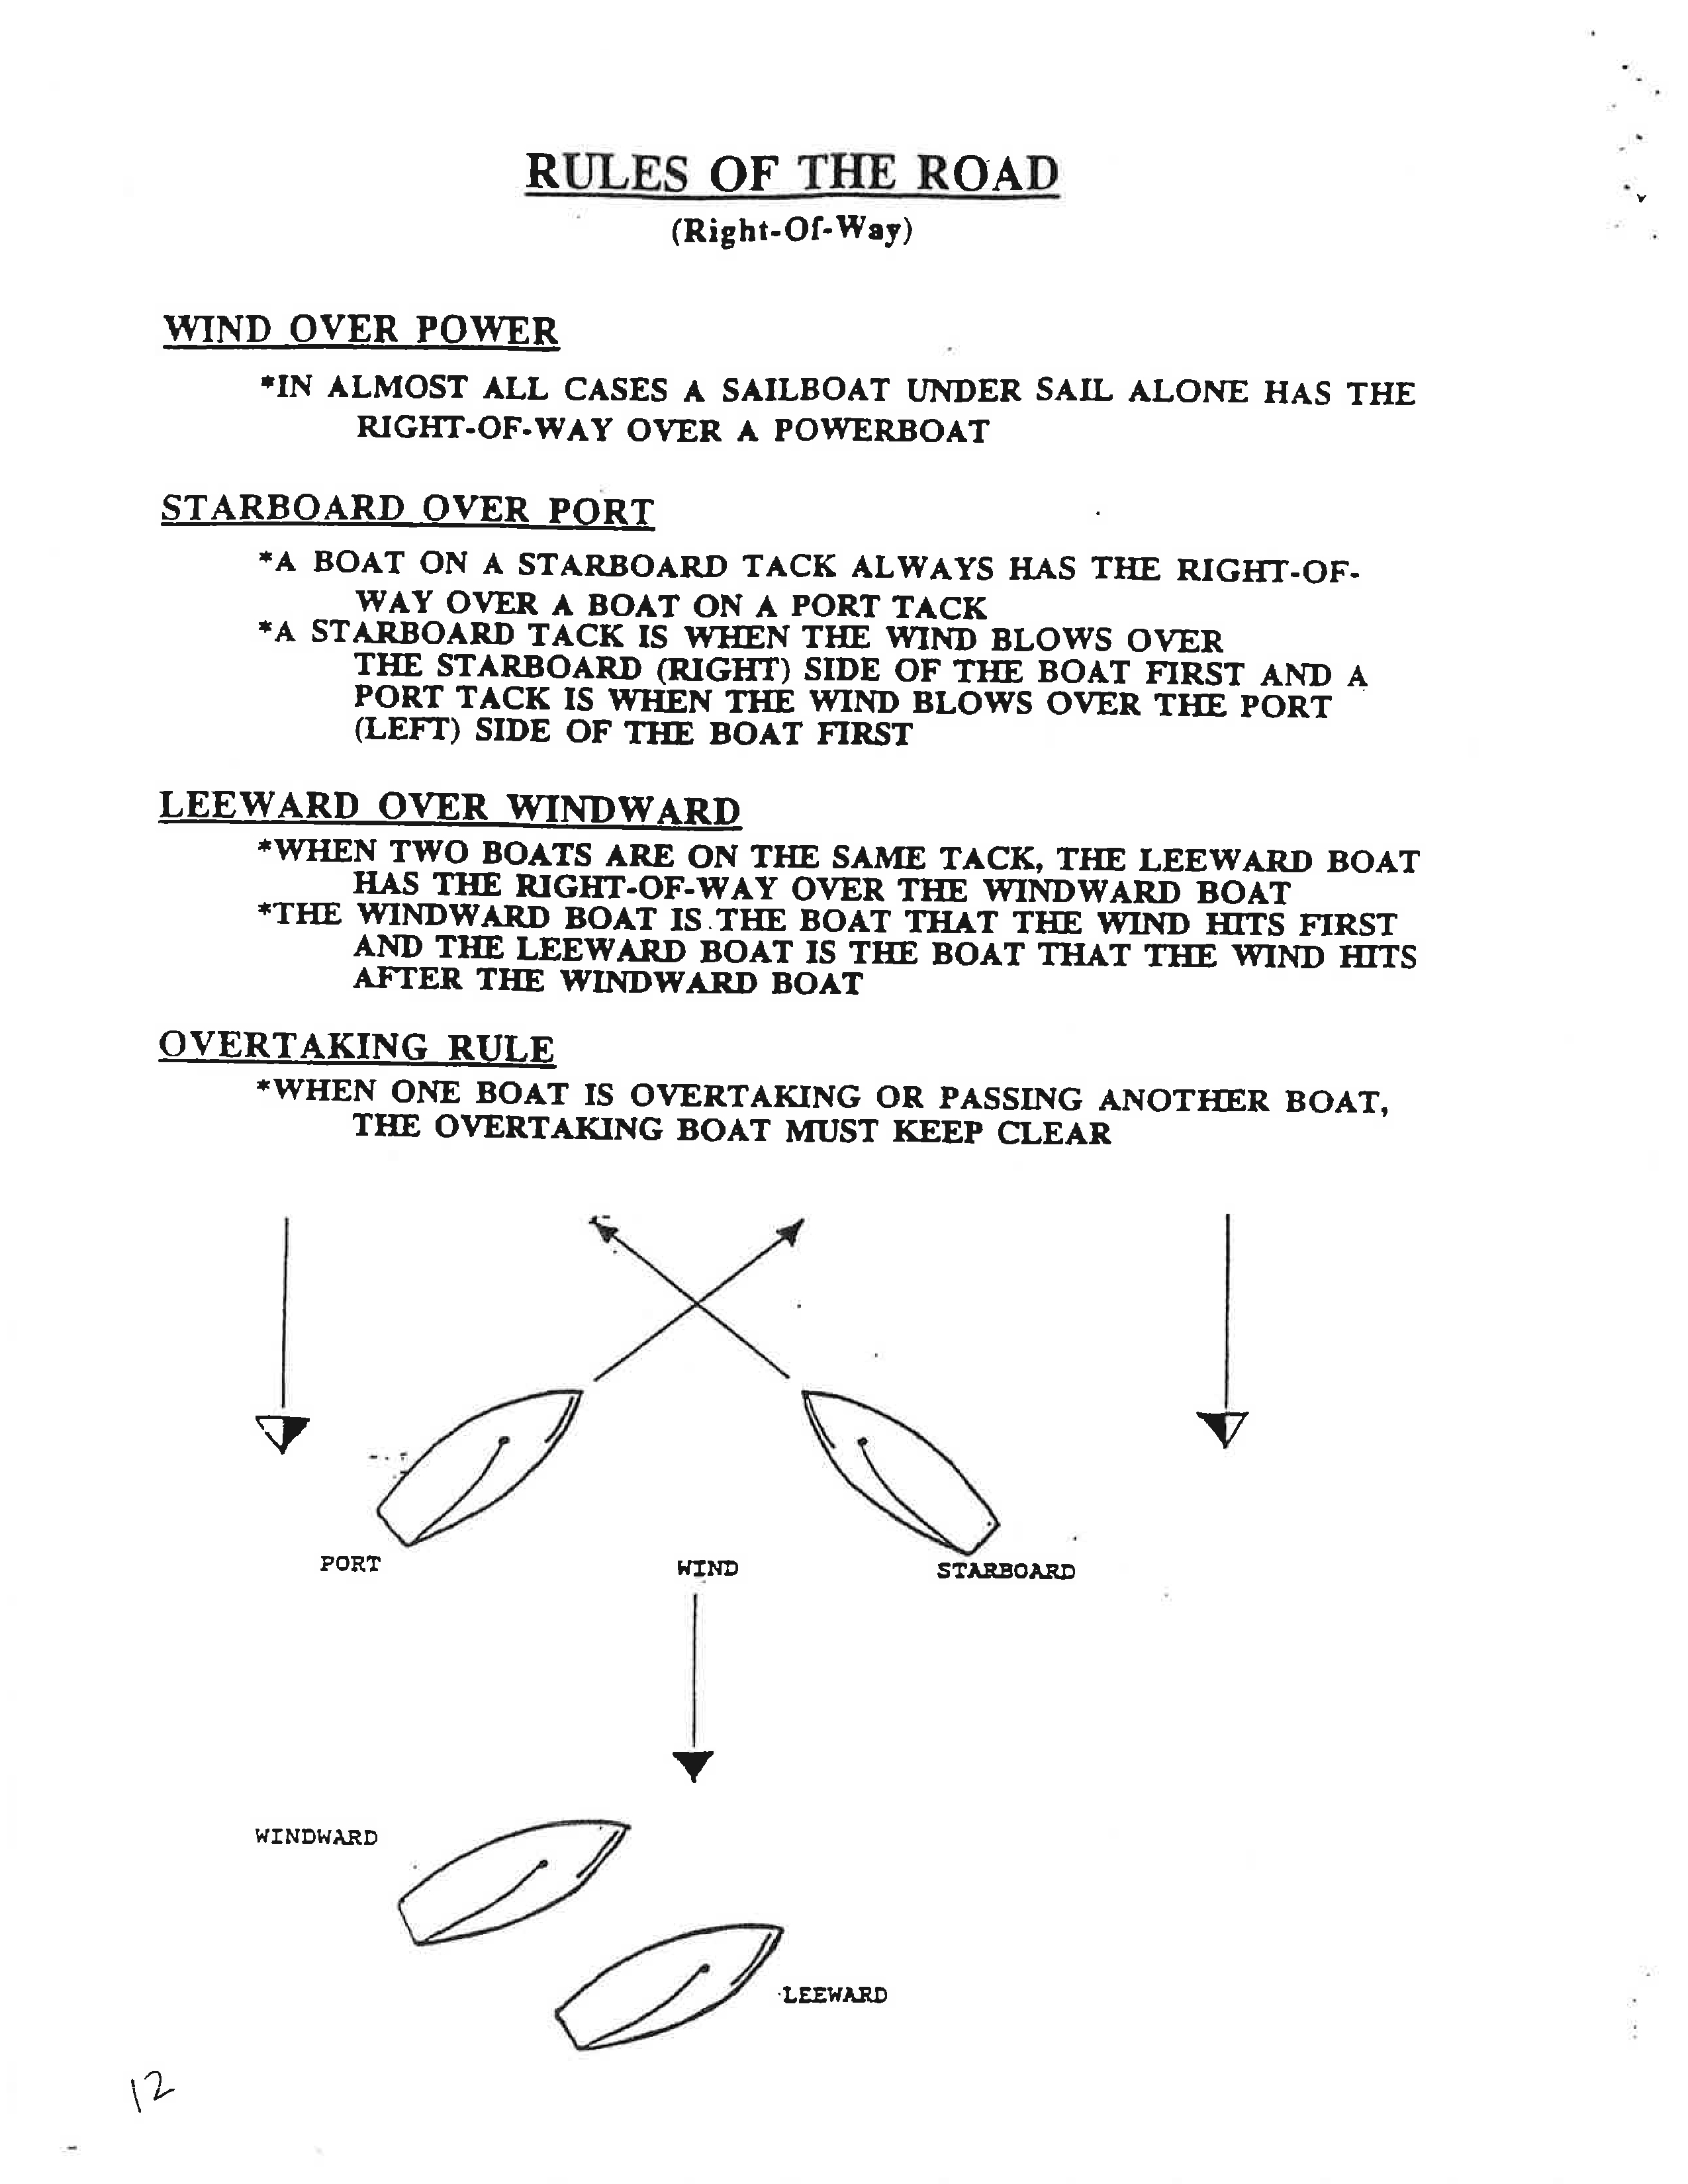 RULES OF THE ROAD
(Right-Of-Way)
WIND OVER POWER
*IN ALMOST ALL CASES A SAILBOAT UNDER SAIL ALONE HAS THE
RIGHT-OF-WAY OVER A POWERBOAT
STARBOARD OVER PORT
*A BOAT ON A STARBOARD TACK ALWAYS HAS THE RIGHT-OF-
WAY OVER A BOAT ON A PORT TACK
*A STARBOARD TACK IS WHEN THE WIND BLOWS OVER
THE STARBOARD (RIGHT) SIDE OF THE BOAT FIRST AND A
PORT TACK IS WHEN THE WIND BLOWS OVER THE PORT
(LEFT) SIDE OF THE BOAT FIRST
LEEWARD OVER WINDWARD
*WHEN TWO BOATS ARE ON THE SAME TACK, THE LEEWARD BOAT
HAS THE RIGHT-OF-WAY OVER THE WINDWARD BOAT
*THE WINDWARD BOAT IS THE BOAT THAT THE WIND HITS FIRST
AND THE LEEWARD BOAT IS THE BOAT THAT THE WIND HITS
AFTER THE WINDWARD BOAT
OVERTAKING RULE
*WHEN ONE BOAT IS OVERTAKING OR PASSING ANOTHER BOAT,
THE OVERTAKING BOAT MUST KEEP CLEAR
PORT
WIND
STARBOARD
WINDWARD
LEEWARD
12